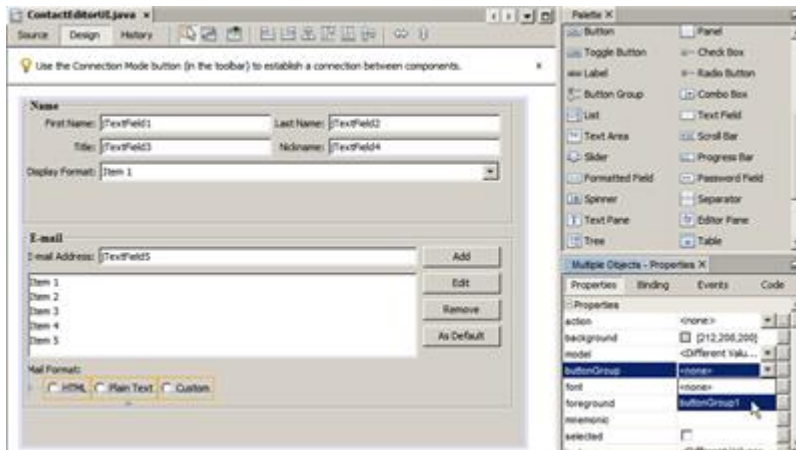 ContactEditorUI.java x
Source Design History
Use the Connection Mode button (in the toolbar) to establish a connection between components. x
Name
First Name: jTextField1 Last Name: jTextField2
Title: jTextField3 Nickname: jTextField4
Display Format: Item 1
E-mail
E-mail Address: jTextField5 Add
Item 1 Edit
Item 2
Item 3 Remove
Item 4
Item 5 As Default
Mail Format:
HTML Plain Text Custom
Palette X
Button Panel
Toggle Button Check Box
Label Radio Button
Button Group Combo Box
List Text Field
Text Area Scroll Bar
Slider Progress Bar
Formatted Field Password Field
Spinner Separator
Text Pane Editor Pane
Tree Table
Multiple Objects - Properties X
Properties Binding Events Code
Properties
action <none>
background [212,208,200]
model <Different Valu...
buttonGroup <none>
font <none>
foreground buttonGroup1
mnemonic
selected